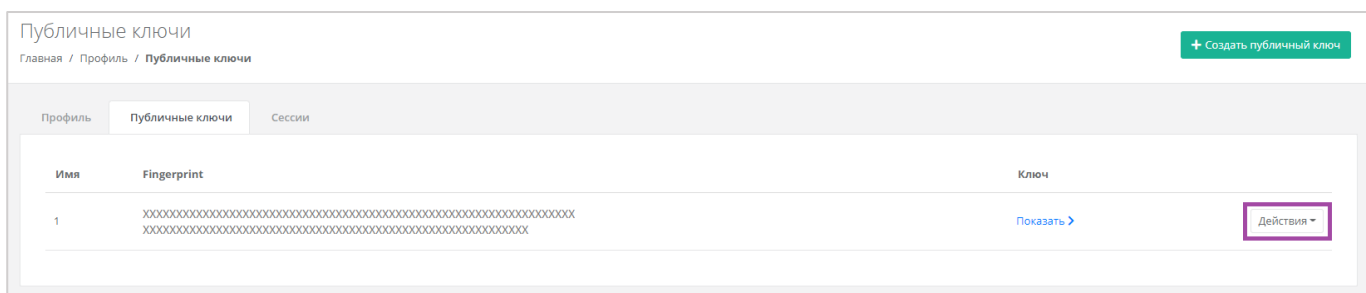 Публичные ключи
Главная / Профиль / Публичные ключи
+ Создать публичный ключ
Профиль Публичные ключи Сессии
Имя Fingerprint Ключ
1 XXXXXXXXXXXXXXXXXXXXXXXXXXXXXXXXXXXXXXXXXXXXXXXXXXXXXXXXXXXXXXXXX Показать Действия
XXXXXXXXXXXXXXXXXXXXXXXXXXXXXXXXXXXXXXXXXXXXXXXXXXXXXXXXXX